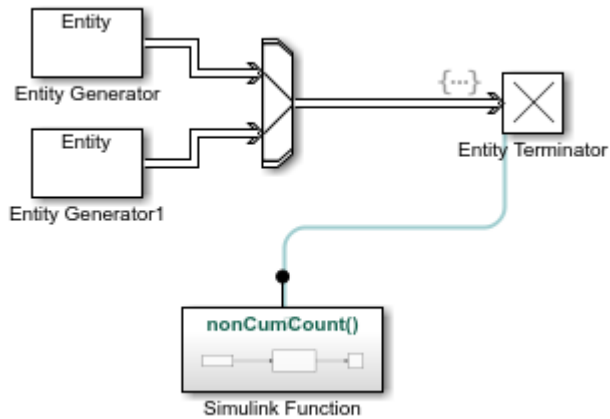 Entity
Entity Generator
Entity
Entity Generator1
{...}
Entity Terminator
nonCumCount()
Simulink Function